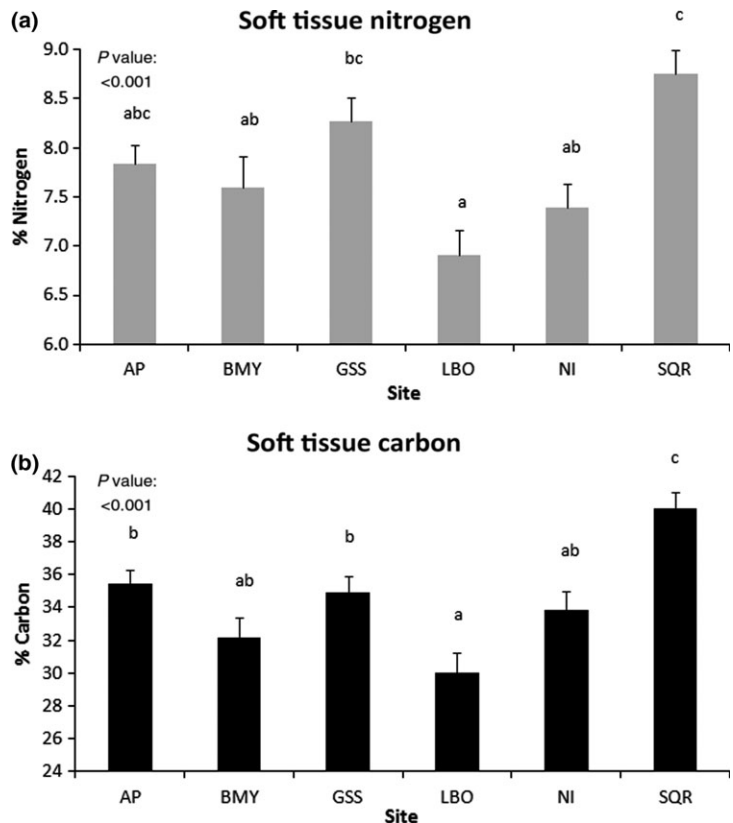 (a)
Soft tissue nitrogen
P value:
<0.001
% Nitrogen
9.0
8.5
8.0
7.5
7.0
6.5
6.0
abc
ab
bc
a
ab
c
AP BMY GSS LBO NI SQR
Site
(b)
Soft tissue carbon
P value:
<0.001
% Carbon
42
40
36
34
32
30
28
26
24
b
ab
b
a
ab
c
AP BMY GSS LBO NI SQR
Site